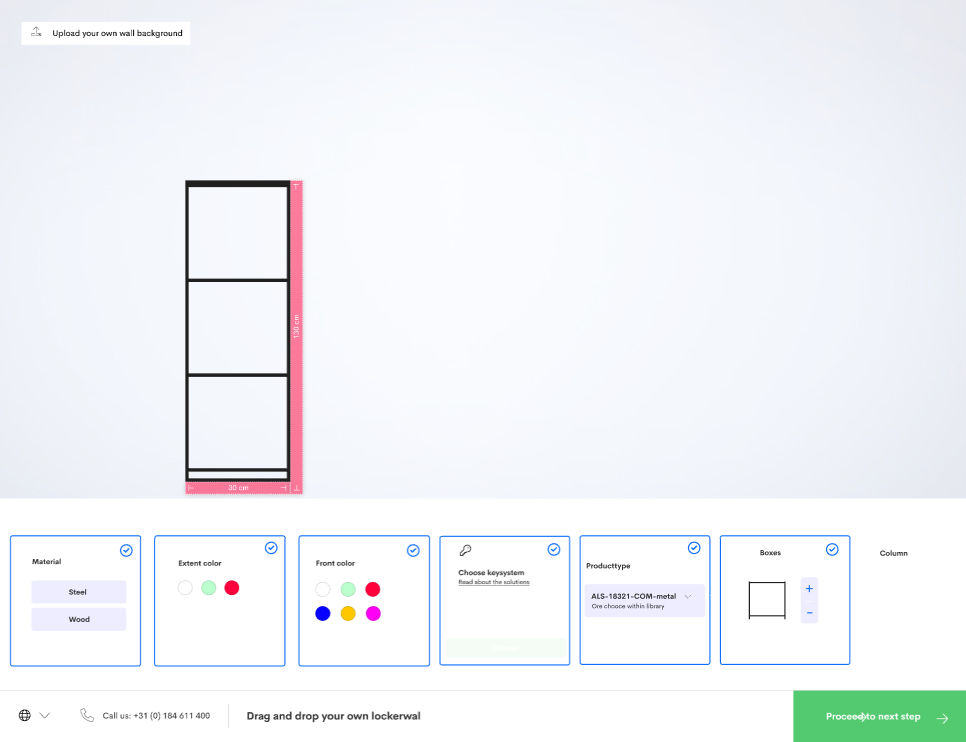 Upload your own wall background
130 cm
30 cm
Material
Steel
Wood
Extent color
Front color
Choose keysystem
Read about the solutions
Producttype
ALS-18321-COM-metal
Ore chooce within library
Boxes
+
-
Column
Call us: +31 (0) 184 611 400
Drag and drop your own lockerwal
Proceed to next step